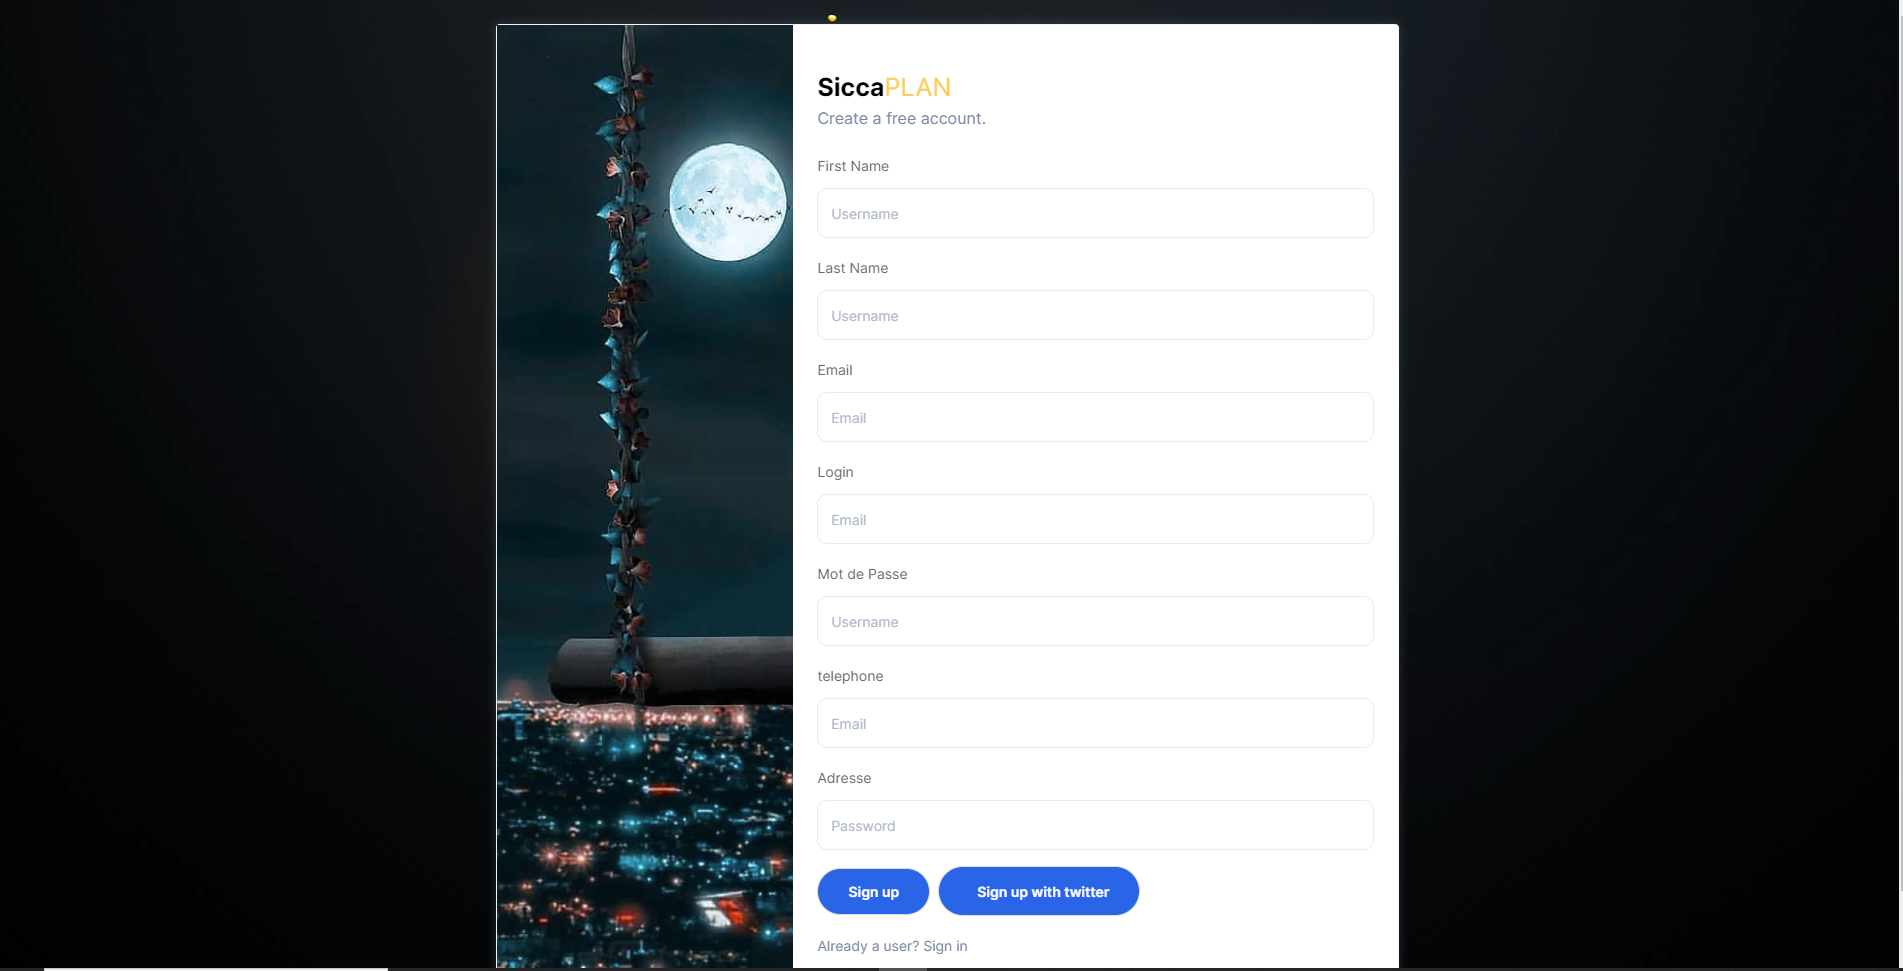 SiccaPLAN
Create a free account.
First Name
Username
Last Name
Username
Email
Email
Login
Email
Mot de Passe
Username
telephone
Email
Adresse
Password
Sign up
Sign up with twitter
Already a user? Sign in